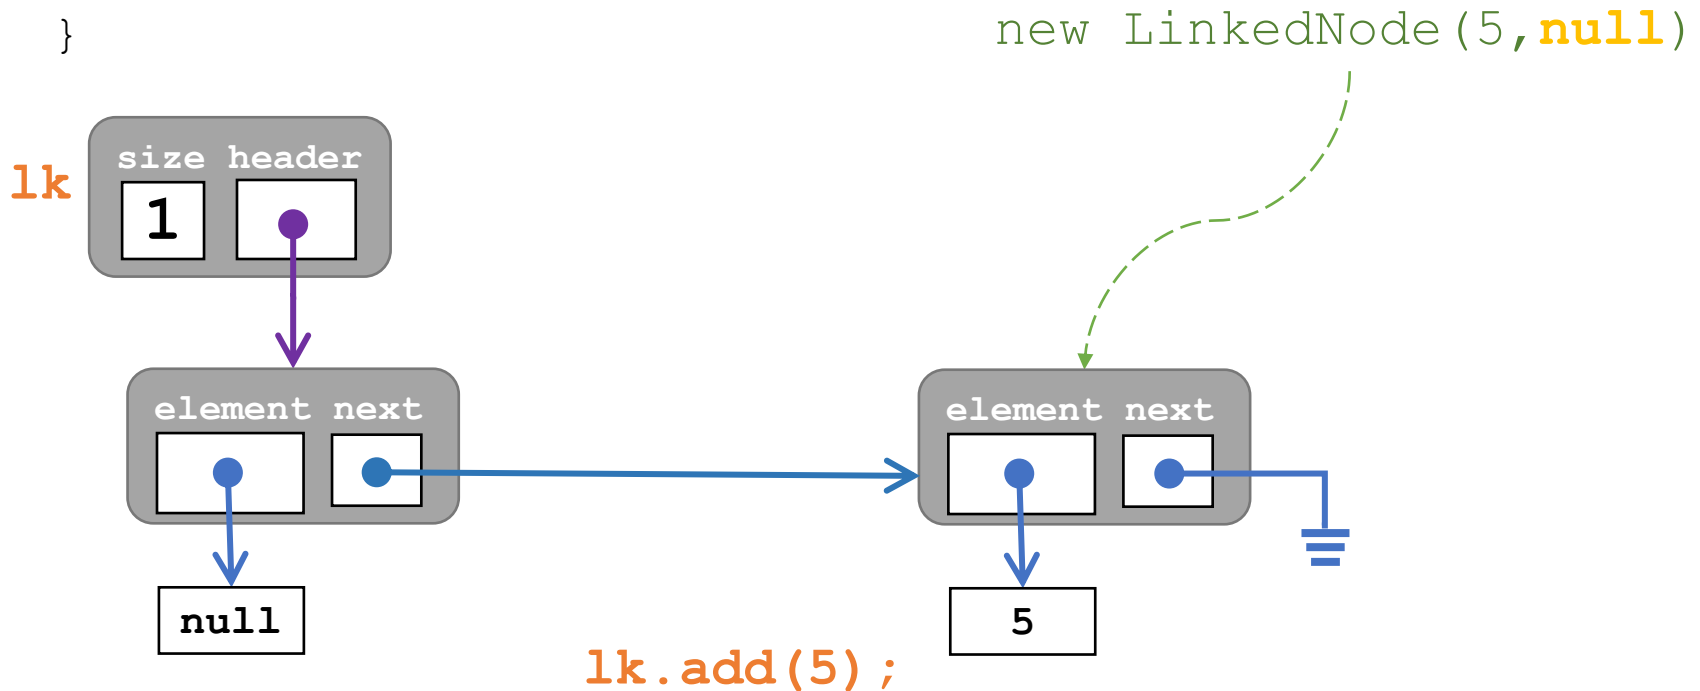 }
new LinkedNode(5,null)
size header
lk
1
element next
element next
null
5
lk.add(5);